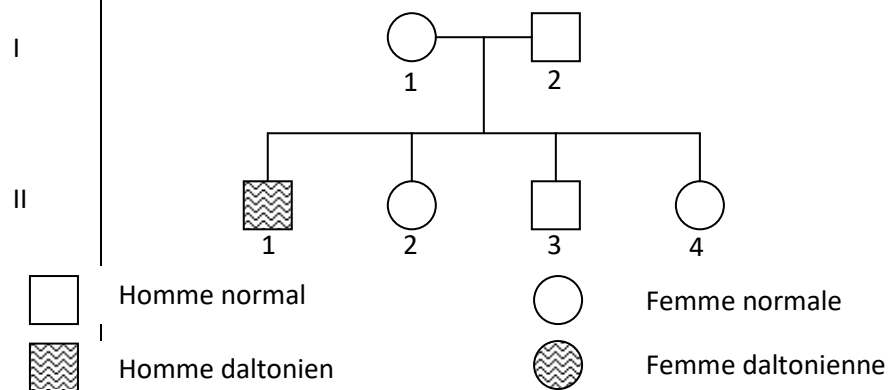 I
1 2
II
1 2 3 4
Homme normal Femme normale
Homme daltonien Femme daltonienne